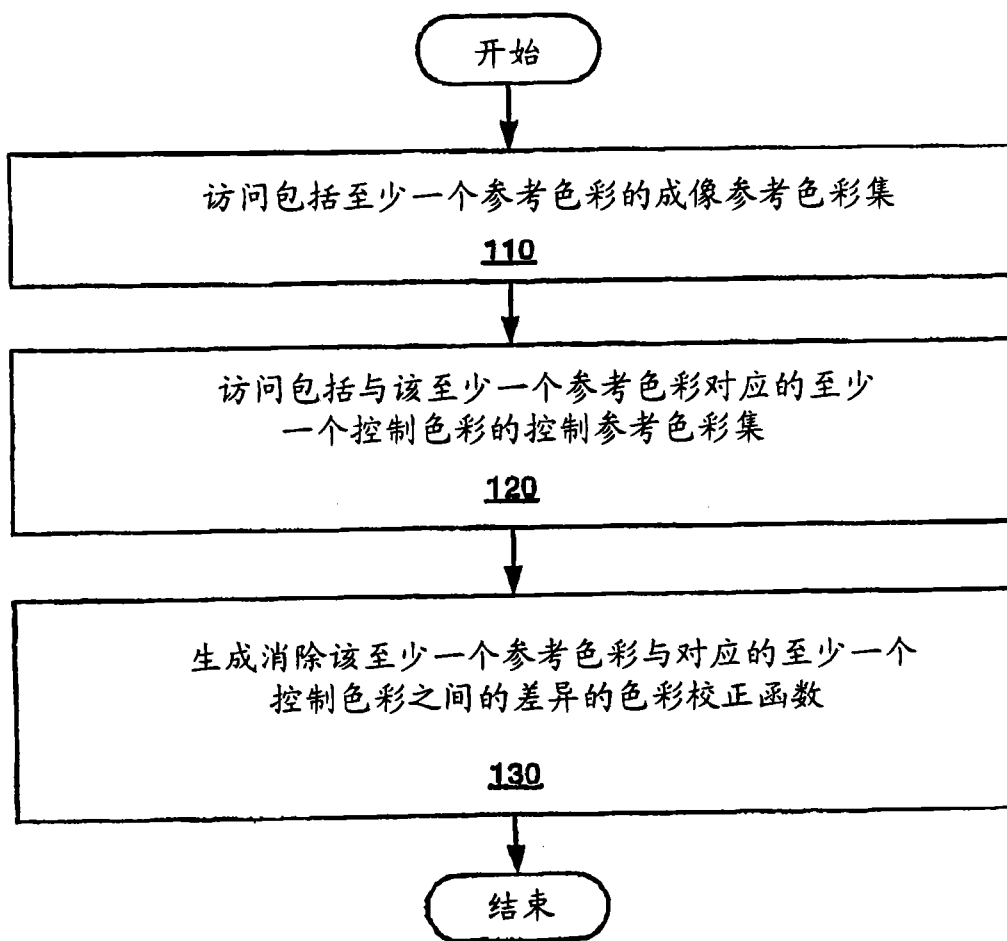 开始
访问包括至少一个参考色彩的成像参考色彩集
110
访问包括与该至少一个参考色彩对应的至少
一个控制色彩的控制参考色彩集
120
生成消除该至少一个参考色彩与对应的至少一个
控制色彩之间的差异的色彩校正函数
130
结束